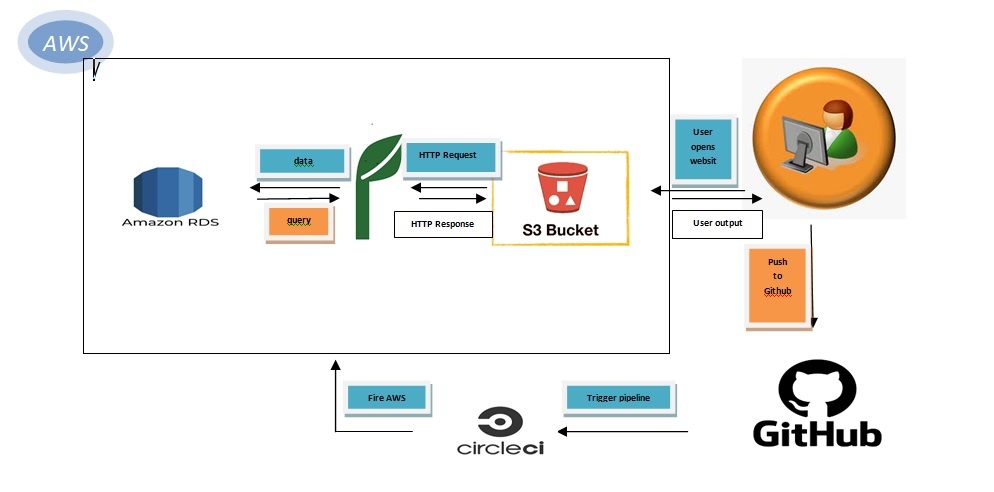 AWS
data
query
Amazon RDS
HTTP Request
HTTP Response
S3 Bucket
User
opens
websit
User output
Push
to
Github
Fire AWS
Trigger pipeline
circleci
GitHub